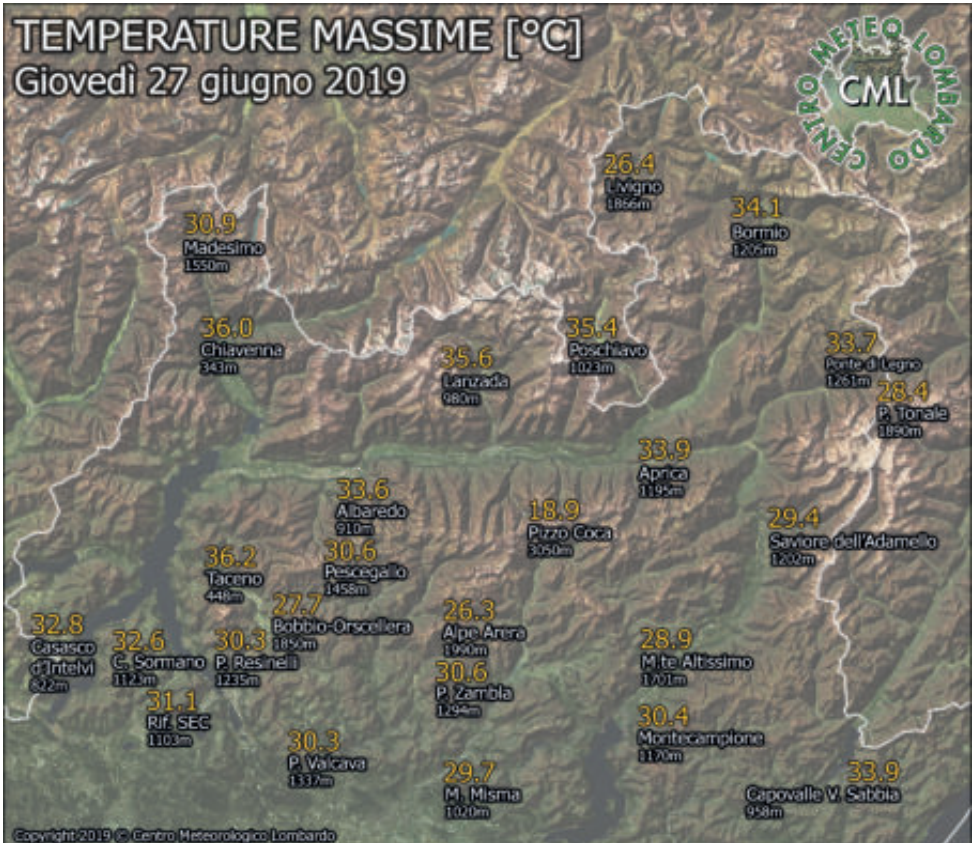 TEMPERATURE MASSIME [°C]
Giovedì 27 giugno 2019
CENTRO METEO LOMBARDO
CML
26.4
Livigno
1866m
34.1
Bormio
1205m
30.9
Madesimo
1550m
36.0
Chiavenna
343m
35.6
Lanzada
980m
35.4
Poschiavo
1023m
33.7
Ponte di Legno
1261m
28.4
P. Tonale
1890m
33.9
Aprica
1195m
33.6
Albaredo
910m
18.9
Pizzo Coca
3050m
29.4
Saviore dell'Adamello
1202m
36.2
Taceno
448m
30.6
Pescegallo
1458m
27.7
Bobbio-Orscellera
1850m
26.3
Alpe Arera
1990m
32.8
Casasco
d'Intelvi
822m
32.6
C. Sormano
1123m
30.3
P. Resinelli
1235m
28.9
M.te Altissimo
1701m
30.6
P. Zambla
1294m
31.1
Rif. SEC
1103m
30.4
Montecampione
1170m
30.3
P. Valcava
1337m
29.7
M. Misma
1020m
33.9
Capovalle V. Sabbia
958m
Copyright 2019 © Centro Meteorologico Lombardo